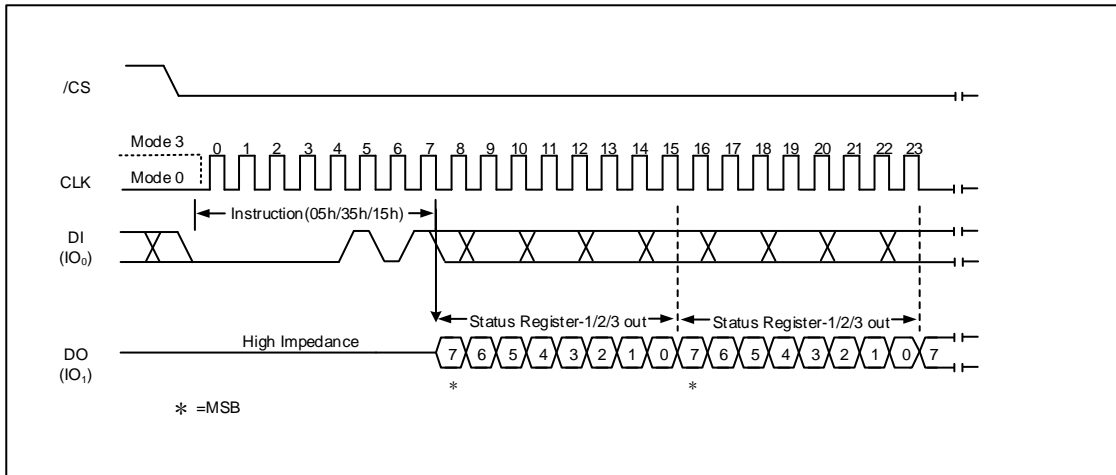 /CS
Mode 3
0 1 2 3 4 5 6 7 8 9 10 11 12 13 14 15 16 17 18 19 20 21 22 23
CLK
Mode 0
Instruction(05h/35h/15h)
DI
(IO₀)
Status Register-1/2/3 out Status Register-1/2/3 out
High Impedance
DO
(IO₁)
7 6 5 4 3 2 1 0 7 6 5 4 3 2 1 0 7
* *
* =MSB